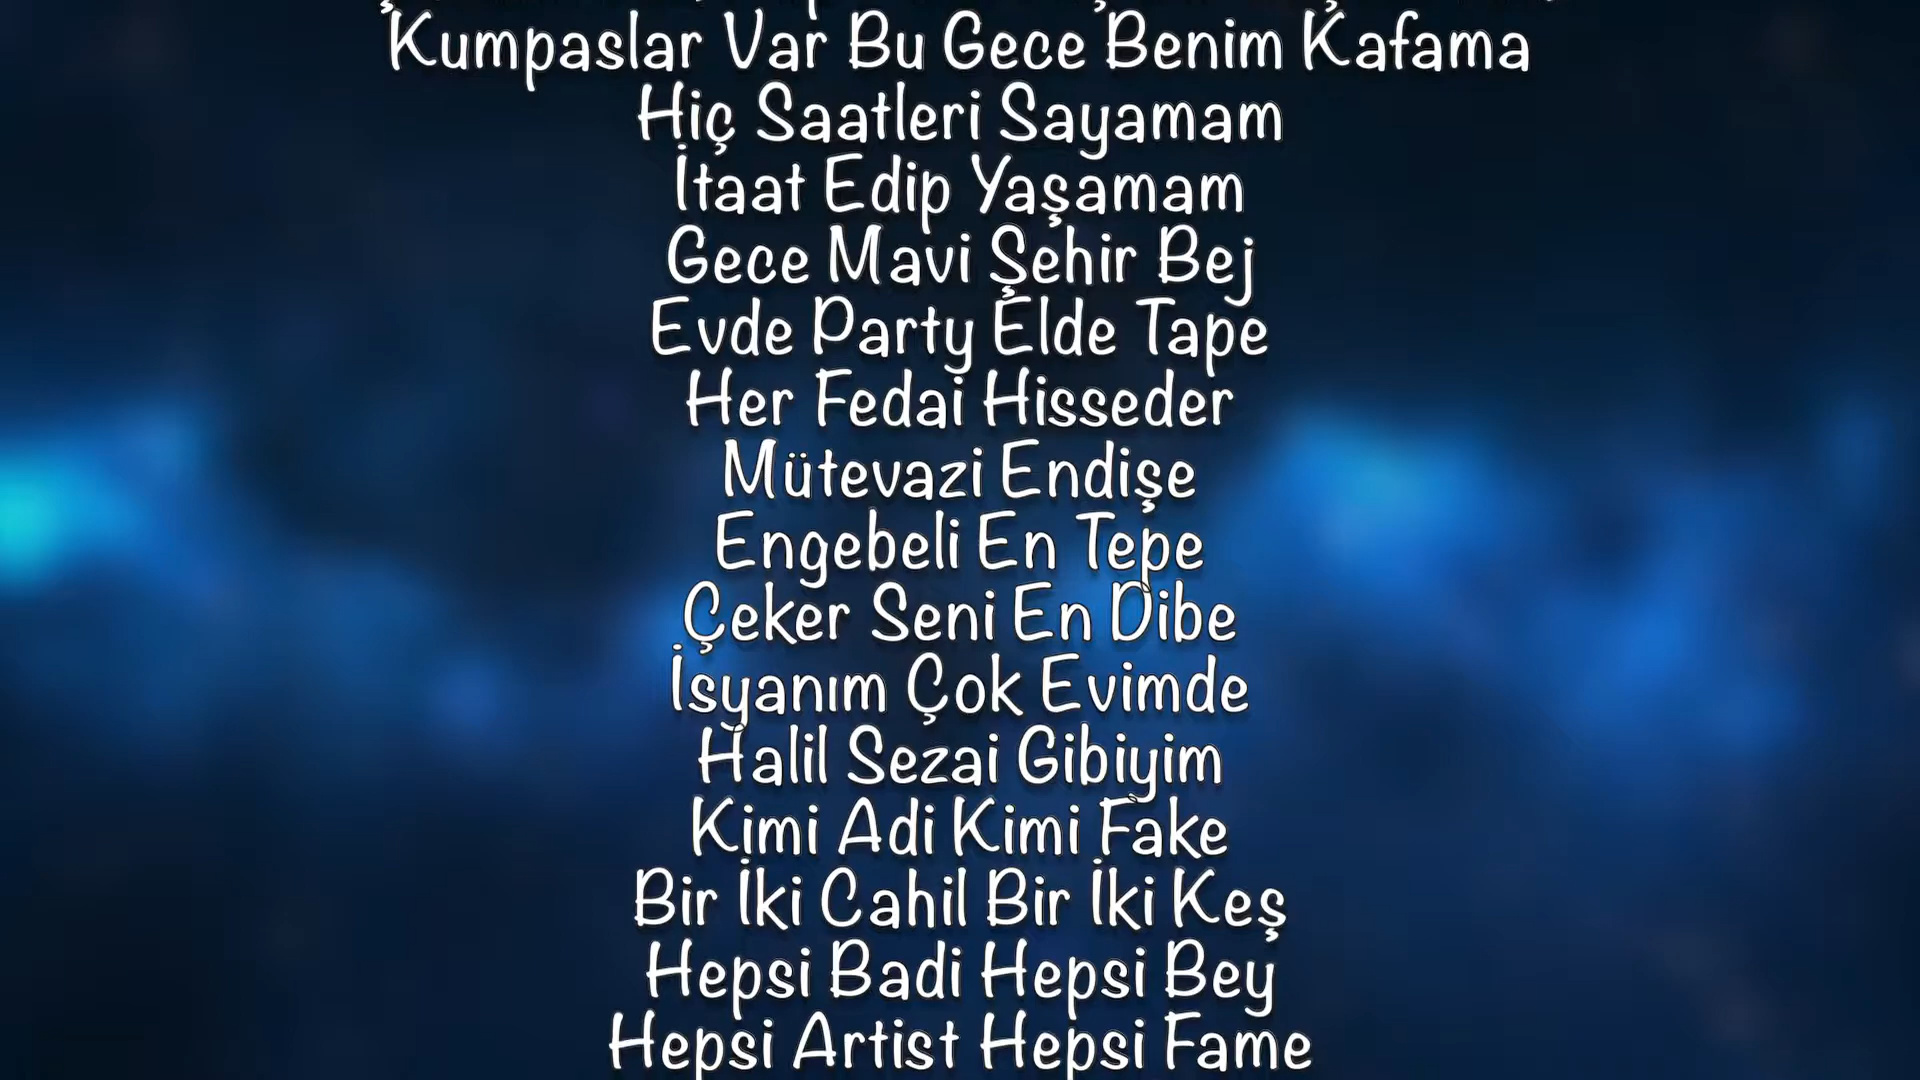 Kumpaslar Var Bu Gece Benim Kafama
Hiç Saatleri Sayamam
İtaat Edip Yaşamam
Gece Mavi Şehir Bej
Evde Party Elde Tape
Her Fedai Hisseder
Mütevazi Endişe
Engebeli En Tepe
Çeker Seni En Dibe
İsyanım Çok Evimde
Halil Sezai Gibiyim
Kimi Adi Kimi Fake
Bir İki Cahil Bir İki Keş
Hepsi Badi Hepsi Bey
Hepsi Artist Hepsi Fame